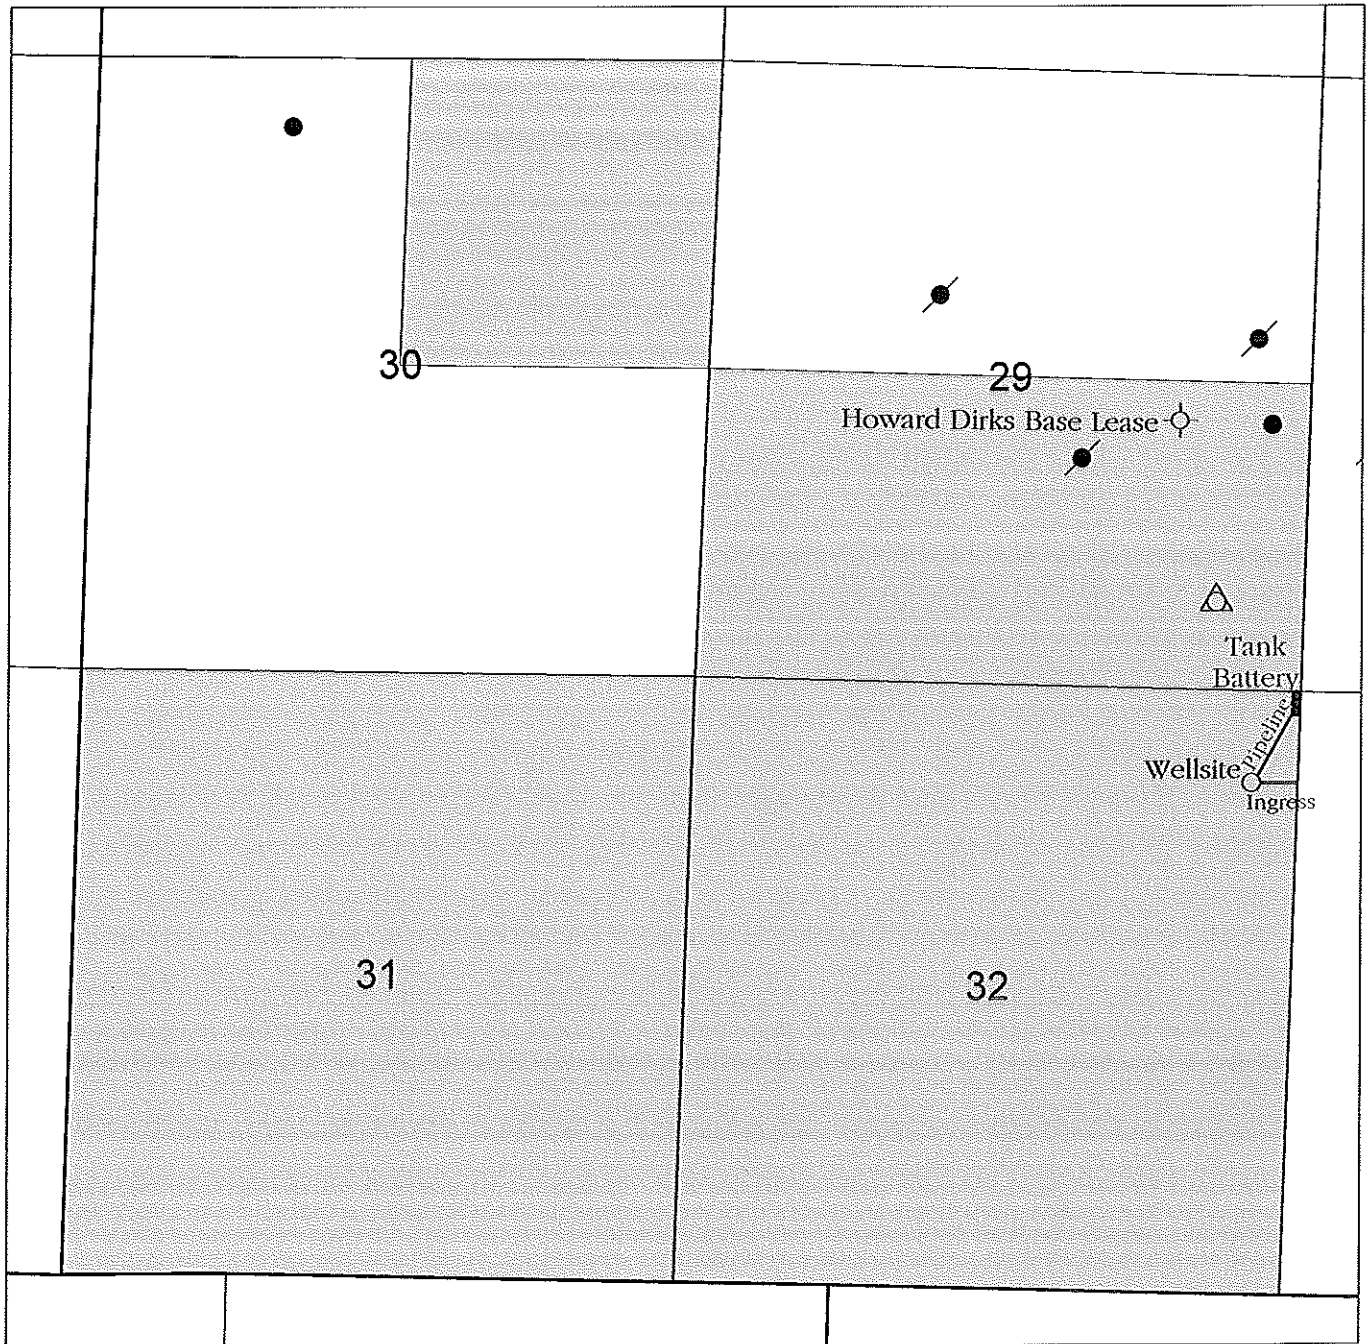 30
29
Howard Dirks Base Lease
Tank
Battery
Pipeline
Wellsite
Ingress
31
32